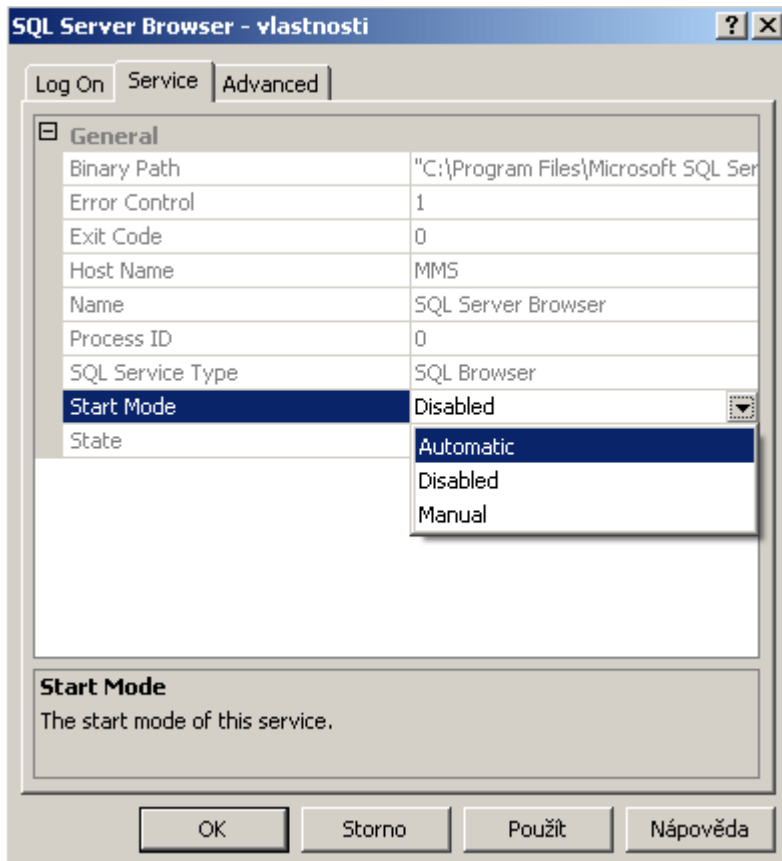 SQL Server Browser - vlastnosti
Log On Service Advanced
General
Binary Path "C:\Program Files\Microsoft SQL Ser
Error Control 1
Exit Code 0
Host Name MMS
Name SQL Server Browser
Process ID 0
SQL Service Type SQL Browser
Start Mode Disabled
State
Automatic
Disabled
Manual
Start Mode
The start mode of this service.
OK Storno Použít Nápověda